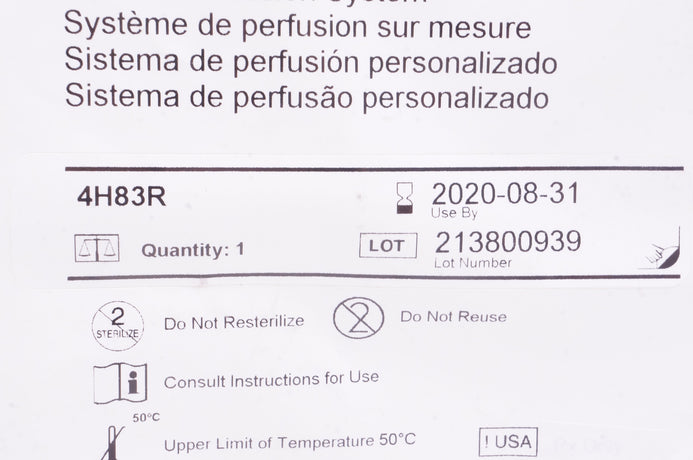 Système de perfusion sur mesure
Sistema de perfusión personalizado
Sistema de perfusão personalizado
4H83R
2020-08-31
Use By
Quantity: 1
LOT 213800939
Lot Number
2
STERILIZE
Do Not Resterilize
2
Do Not Reuse
i
Consult Instructions for Use
50°C
Upper Limit of Temperature 50°C
! USA